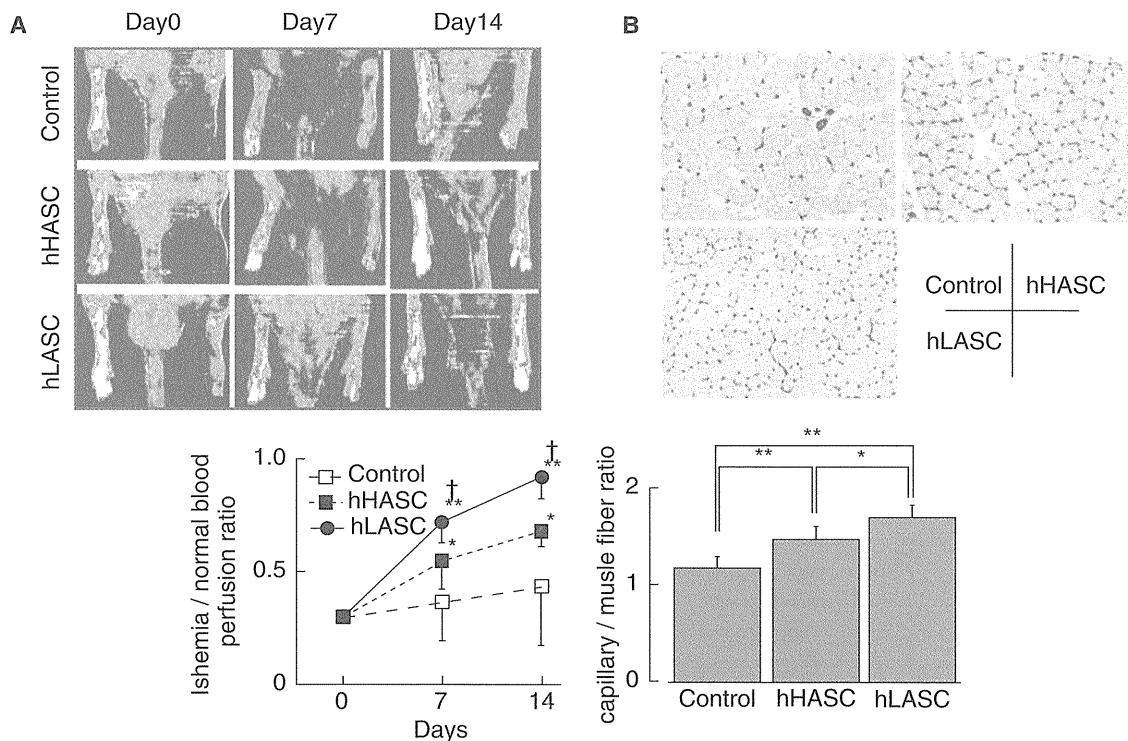 A
Day0 Day7 Day14
Control
hHASC
hLASC
1.0
0.5
0
Ishemia / normal blood
perfusion ratio
Control
hHASC
hLASC
†
**
*
†
**
*
0 7 14
Days
B
Control hHASC
hLASC
**
** *
2
1
0
capillary / musle fiber ratio
Control hHASC hLASC